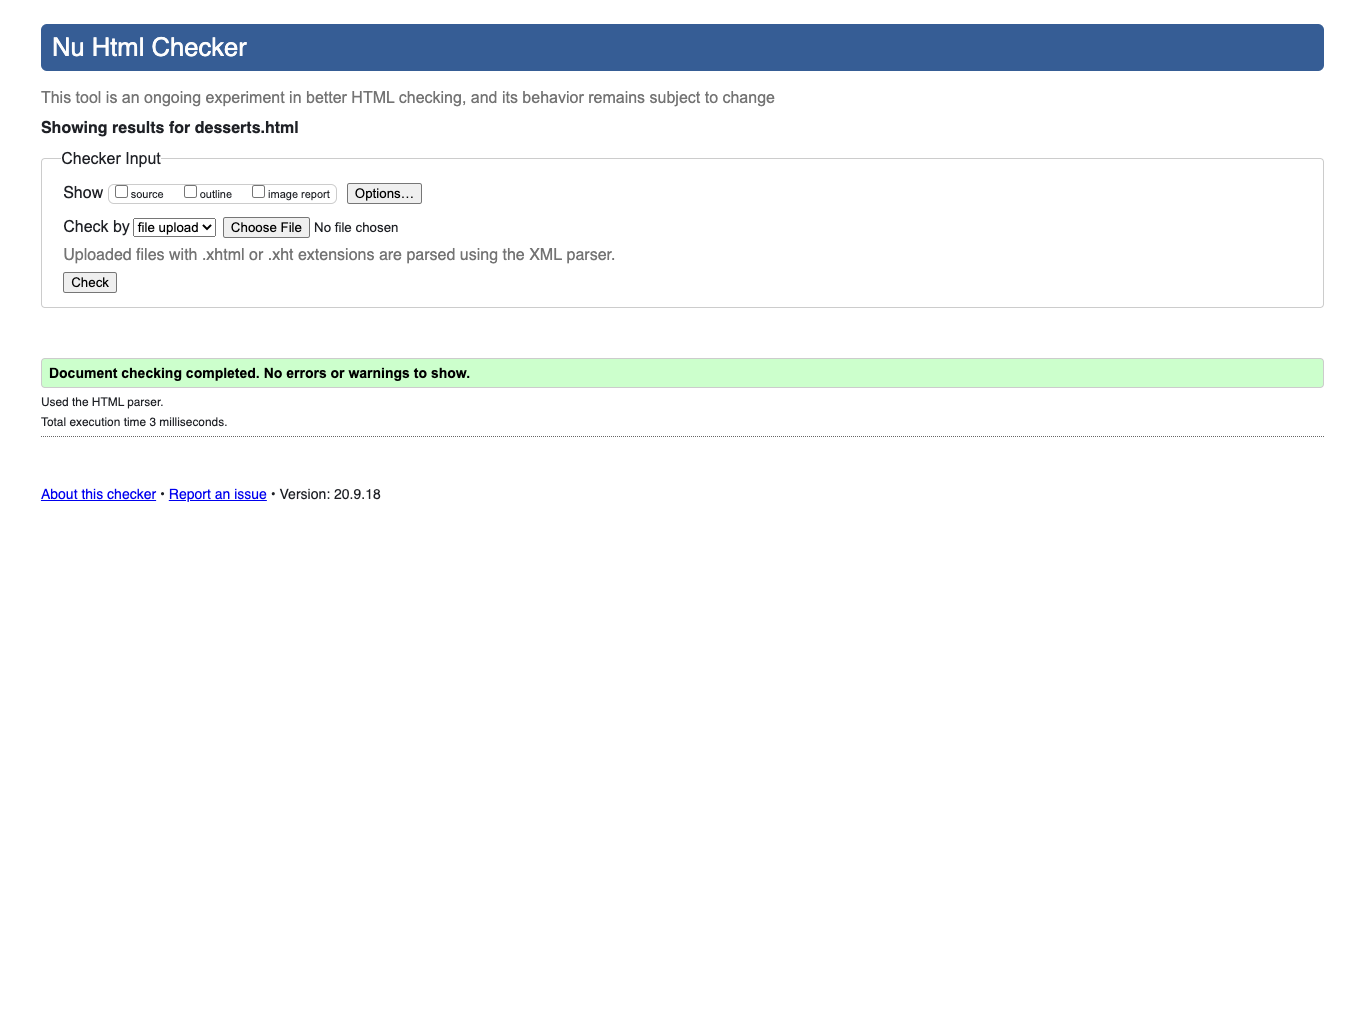 Nu Html Checker
This tool is an ongoing experiment in better HTML checking, and its behavior remains subject to change
Showing results for desserts.html
Checker Input
Show source outline image report Options...
Check by file upload Choose File No file chosen
Uploaded files with .xhtml or .xht extensions are parsed using the XML parser.
Check
Document checking completed. No errors or warnings to show.
Used the HTML parser.
Total execution time 3 milliseconds.
About this checker • Report an issue • Version: 20.9.18